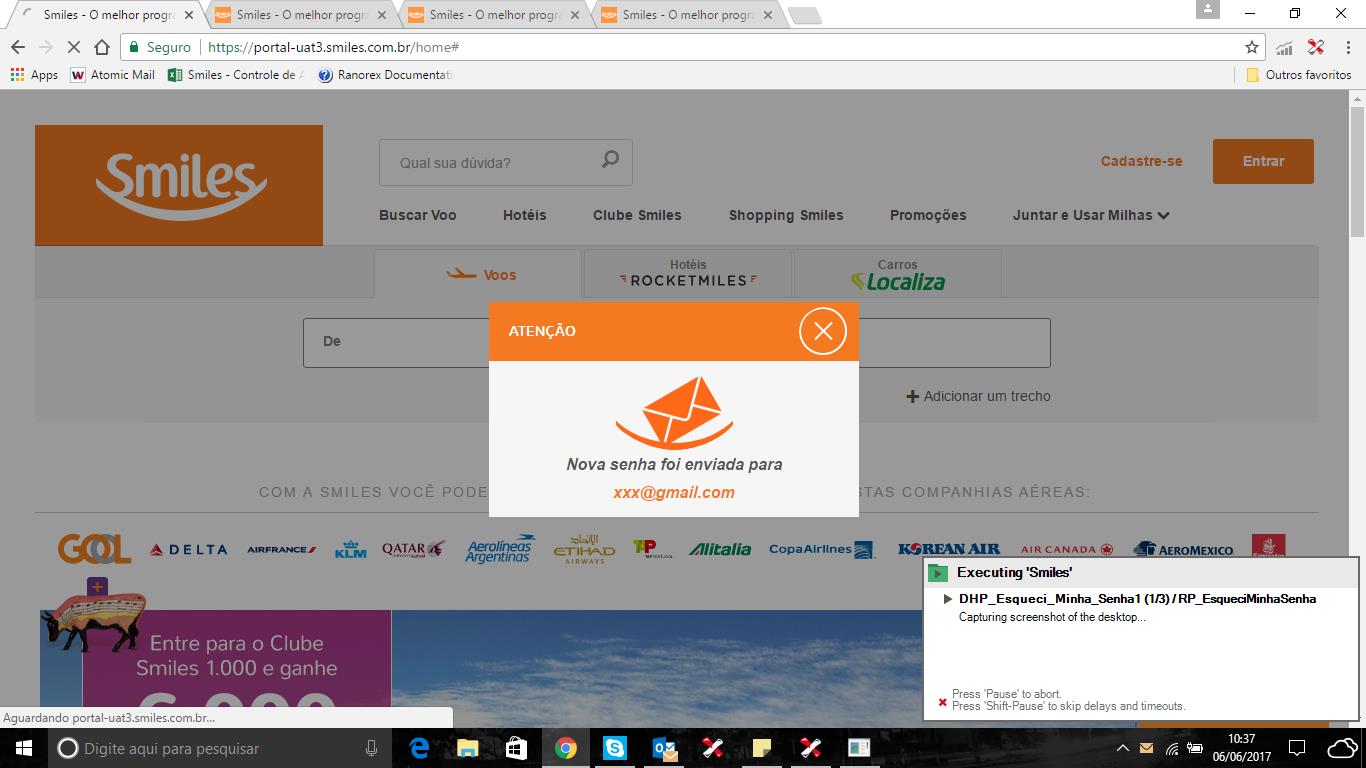 Smiles - O melhor progra
Smiles - O melhor progra
Smiles - O melhor progra
Smiles - O melhor progra
Seguro
https://portal-uat3.smiles.com.br/home#
Apps
Atomic Mail
Smiles - Controle de A
Ranorex Documentati
Outros favoritos
Smiles
Qual sua dúvida?
Cadastre-se
Entrar
Buscar Voo
Hotéis
Clube Smiles
Shopping Smiles
Promoções
Juntar e Usar Milhas
Voos
Hotéis
ROCKETMILES
Carros
Localiza
De
ATENÇÃO
Adicionar um trecho
Nova senha foi enviada para
xxx@gmail.com
COM A SMILES VOCÊ PODE
STAS COMPANHIAS AÉREAS:
GOL
DELTA
AIRFRANCE
KLM
QATAR
Aerolíneas Argentinas
ETIHAD AIRWAYS
TAP
Alitalia
CopaAirlines
KOREAN AIR
AIR CANADA
AEROMEXICO
Entre para o Clube
Smiles 1.000 e ganhe
Executing 'Smiles'
DHP_Esqueci_Minha_Senha1 (1/3) / RP_EsqueciMinhaSenha
Capturing screenshot of the desktop...
Press 'Pause' to abort.
Press 'Shift-Pause' to skip delays and timeouts.
Aguardando portal-uat3.smiles.com.br...
Digite aqui para pesquisar
10:37
06/06/2017